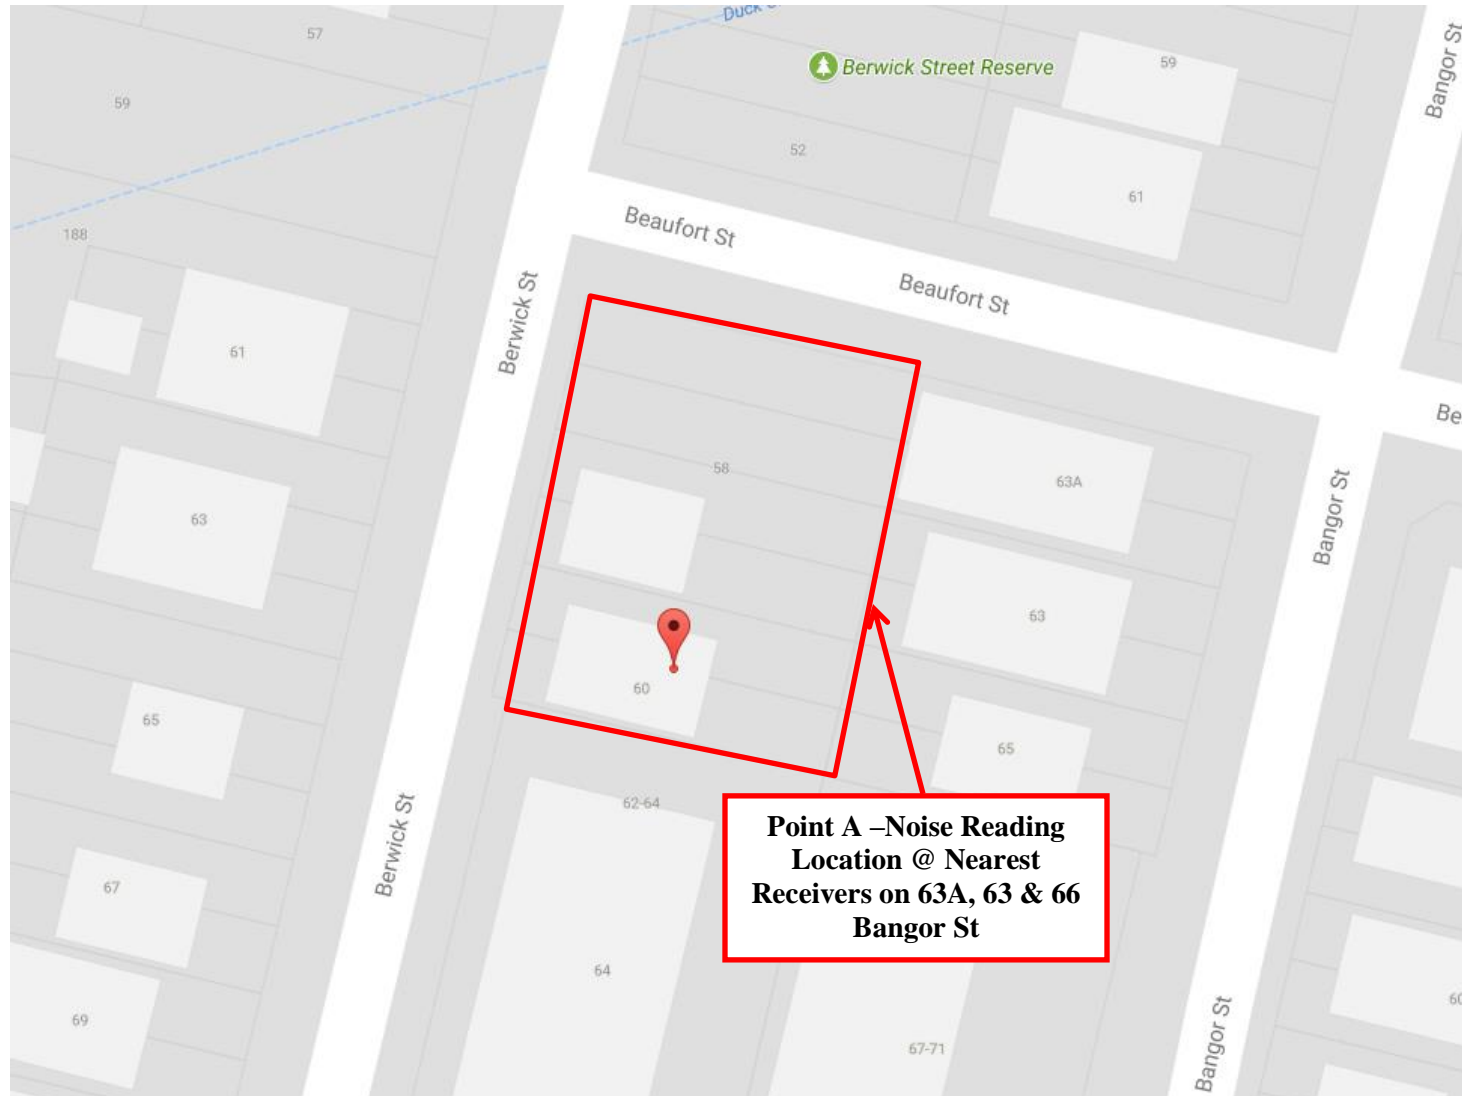 Duck
57
Berwick Street Reserve
59
Bangor St
59
52
61
188
Beaufort St
Beaufort St
Berwick St
61
Be
58
63A
Bangor St
63
63
60
65
65
62-64
Berwick St
Point A –Noise Reading
Location @ Nearest
Receivers on 63A, 63 & 66
Bangor St
67
64
60
69
67-71
Bangor St